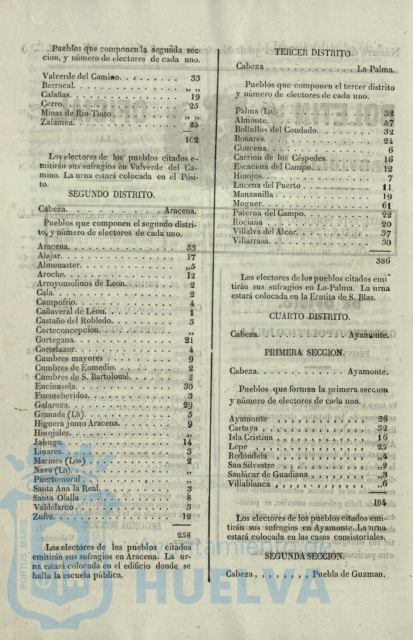 Pueblos que componen la segunda sec-
cion, y número de electores de cada uno.
Valverde del Camino. . . . . . . . 33
Berrocal. . . . . . . . . . . . . „ „
Calañas. . . . . . . . . . . . . 19
Cerro. . . . . . . . . . . . . . 25
Minas de Rio-Tinto . . . . . . . . „ „
Zalamea. . . . . . . . . . . . . 25
102
Los electores de los pueblos citados e-
mitirán sus sufragios en Valverde del Ca-
mino. La urna estará colocada en el Pósi-
to.
SEGUNDO DISTRITO.
Cabeza. . . . . . . . . . Aracena.
Pueblos que componen el segundo distri-
to, y número de electores de cada uno.
Aracena. . . . . . . . . . . . . 53
Alajar. . . . . . . . . . . . . . 17
Almonaster. . . . . . . . . . . . „5
Aroche. . . . . . . . . . . . . . 12
Arroyomolinos de Leon. . . . . . . 2
Cala. . . . . . . . . . . . . . . 2
Campofrio. . . . . . . . . . . . 4
Cañaveral de Leon. . . . . . . . . 1
Castaño del Robledo. . . . . . . . 3
Corteconcepcion. . . . . . . . . . „
Cortegana. . . . . . . . . . . . 21
Cortelazor. . . . . . . . . . . . 4
Cumbres mayores . . . . . . . . . 9
Cumbres de Enmedio. . . . . . . . 2
Cumbres de S. Bartolomé. . . . . . 2
Encinasola. . . . . . . . . . . . 30
Fuenteheridos. . . . . . . . . . . 3
Galaroza. . . . . . . . . . . . . 29
Granada (La). . . . . . . . . . . 5
Higuera junto Aracena. . . . . . . 9
Hinojales. . . . . . . . . . . . . „
Jabugo. . . . . . . . . . . . . . 14
Linares. . . . . . . . . . . . . . 3
Marines (Los) . . . . . . . . . . 2
Nava (La). . . . . . . . . . . . „
Puertomoral . . . . . . . . . . . „
Santa Ana la Real. . . . . . . . . 3
Santa Olalla . . . . . . . . . . . 8
Valdelarco . . . . . . . . . . . . 3
Zufre. . . . . . . . . . . . . . 12
258
Los electores de los pueblos citados
emitirán sus sufragios en Aracena. La ur-
na estará colocada en el edificio donde se
halla la escuela pública.
TERCER DISTRITO.
Cabeza . . . . . . . . . . La-Palma.
Pueblos que componen el tercer distrito
y número de electores de cada uno.
Palma (La). . . . . . . . . . . . 32
Almonte. . . . . . . . . . . . . 47
Bollullos del Condado. . . . . . . 32
Bonares. . . . . . . . . . . . . 24
Chucena. . . . . . . . . . . . . 6
Carrion de los Céspedes. . . . . . 16
Escacena del Campo. . . . . . . . 12
Hinojos. . . . . . . . . . . . . 7
Lucena del Puerto . . . . . . . . 11
Manzanilla . . . . . . . . . . . 19
Moguer. . . . . . . . . . . . . . 61
Paterna del Campo. . . . . . . . . 22
Rociana . . . . . . . . . . . . . 20
Villalva del Alcor. . . . . . . . . 37
Villarrasa. . . . . . . . . . . . 30
386
Los electores de los pueblos citados emi-
tirán sus sufragios en La-Palma. La urna
estará colocada en la Ermita de S. Blas.
CUARTO DISTRITO.
Cabeza. . . . . . . . . . Ayamonte.
PRIMERA SECCION.
Cabeza. . . . . . . . . . Ayamonte.
Pueblos que forman la primera seccion
y número de electores de cada uno.
Ayamonte , , , , , , , , , , , 26
Cartaya , , , , , , , , , , , , 32
Isla Cristina , , , , , , , , , , 16
Lepe , , , , , , , , , , , , , 25
Redondela , , , , , , , , , , , „4
San Silvestre , , , , , , , , , , „2
Sanlúcar de Guadiana , , , , , , , „3
Villablanca , , , , , , , , , , , „6
104
Los electores de los pueblos citados emi-
tirán sus sufragios en Ayamonte. La urna
estará colocada en las casas consistoriales.
SEGUNDA SECCION.
Cabeza, , , , , , , , Puebla de Guzman.
PORTUS MARIS
Ayuntamiento de
HUELVA